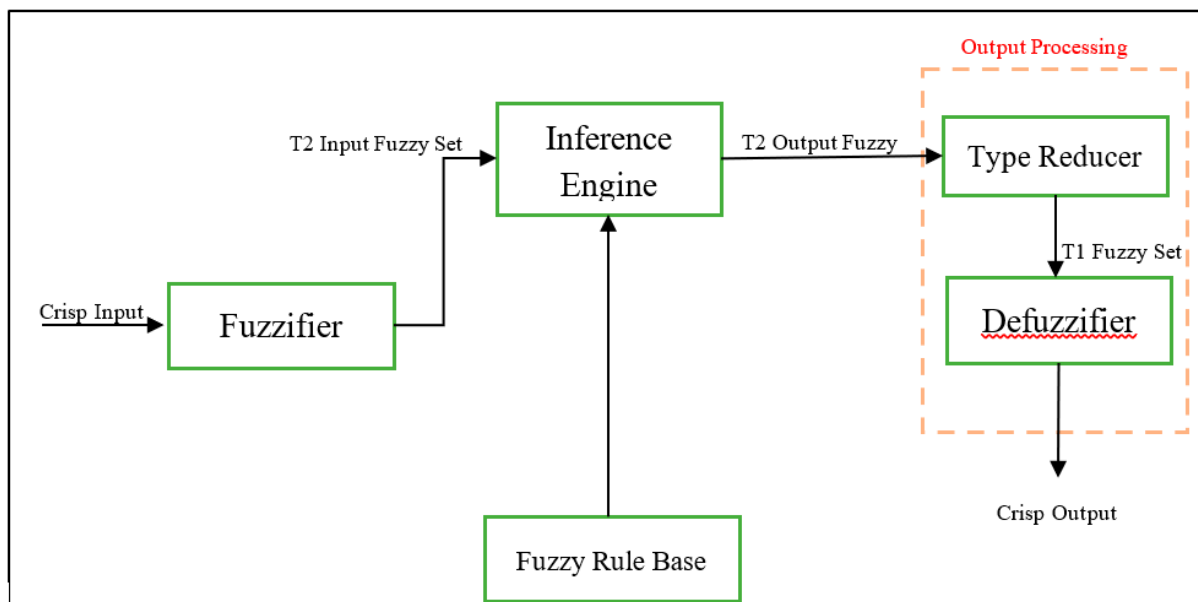 Output Processing
T2 Input Fuzzy Set
Inference
Engine
T2 Output Fuzzy
Type Reducer
T1 Fuzzy Set
Crisp Input
Fuzzifier
Defuzzifier
Crisp Output
Fuzzy Rule Base